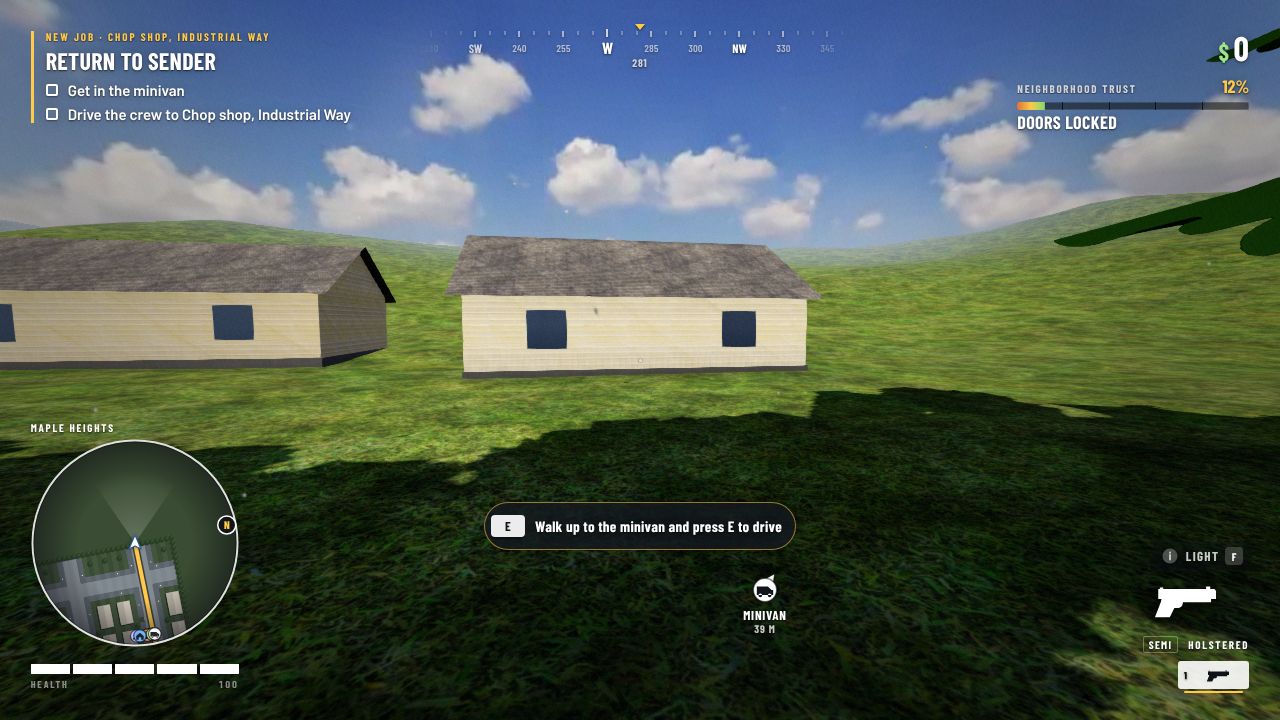 NEW JOB · CHOP SHOP, INDUSTRIAL WAY
RETURN TO SENDER
Get in the minivan
Drive the crew to Chop shop, Industrial Way
SW 240 255 W 285 300 NW 330 345
281
$0
NEIGHBORHOOD TRUST 12%
DOORS LOCKED
MAPLE HEIGHTS
N
E Walk up to the minivan and press E to drive
MINIVAN
39 M
LIGHT F
SEMI HOLSTERED
1
HEALTH 100